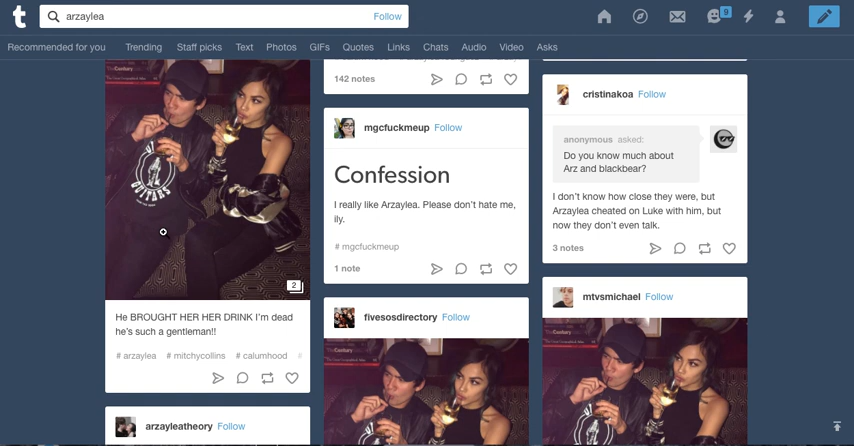 t
arzaylea Follow
9
Recommended for you Trending Staff picks Text Photos GIFs Quotes Links Chats Audio Video Asks
GUITARS
2
He BROUGHT HER HER DRINK I'm dead
he's such a gentleman!!
# arzaylea # mitchycollins # calumhood #
arzayleatheory Follow
142 notes
mgcfuckmeup Follow
Confession
I really like Arzaylea. Please don't hate me,
ily.
# mgcfuckmeup
1 note
fivesosdirectory Follow
cristinakoa Follow
anonymous asked:
Do you know much about
Arz and blackbear?
I don't know how close they were, but
Arzaylea cheated on Luke with him, but
now they don't even talk.
3 notes
mtvsmichael Follow